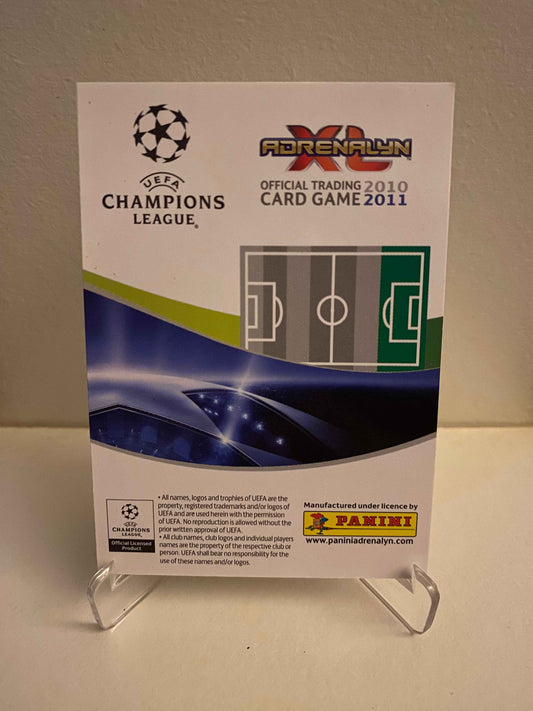 UEFA
CHAMPIONS
LEAGUE®
ADRENALYN
XL
OFFICIAL TRADING 2010
CARD GAME 2011
• All names, logos and trophies of UEFA are the
property, registered trademarks and/or logos of
UEFA and are used herein with the permission
of UEFA. No reproduction is allowed without the
prior written approval of UEFA.
• All club names, club logos and individual players
names are the property of the respective club or
person. UEFA shall bear no responsibility for the
use of these names and/or logos.
UEFA
CHAMPIONS
LEAGUE
Official Licensed
Product
Manufactured under licence by
PANINI
www.paniniadrenalyn.com